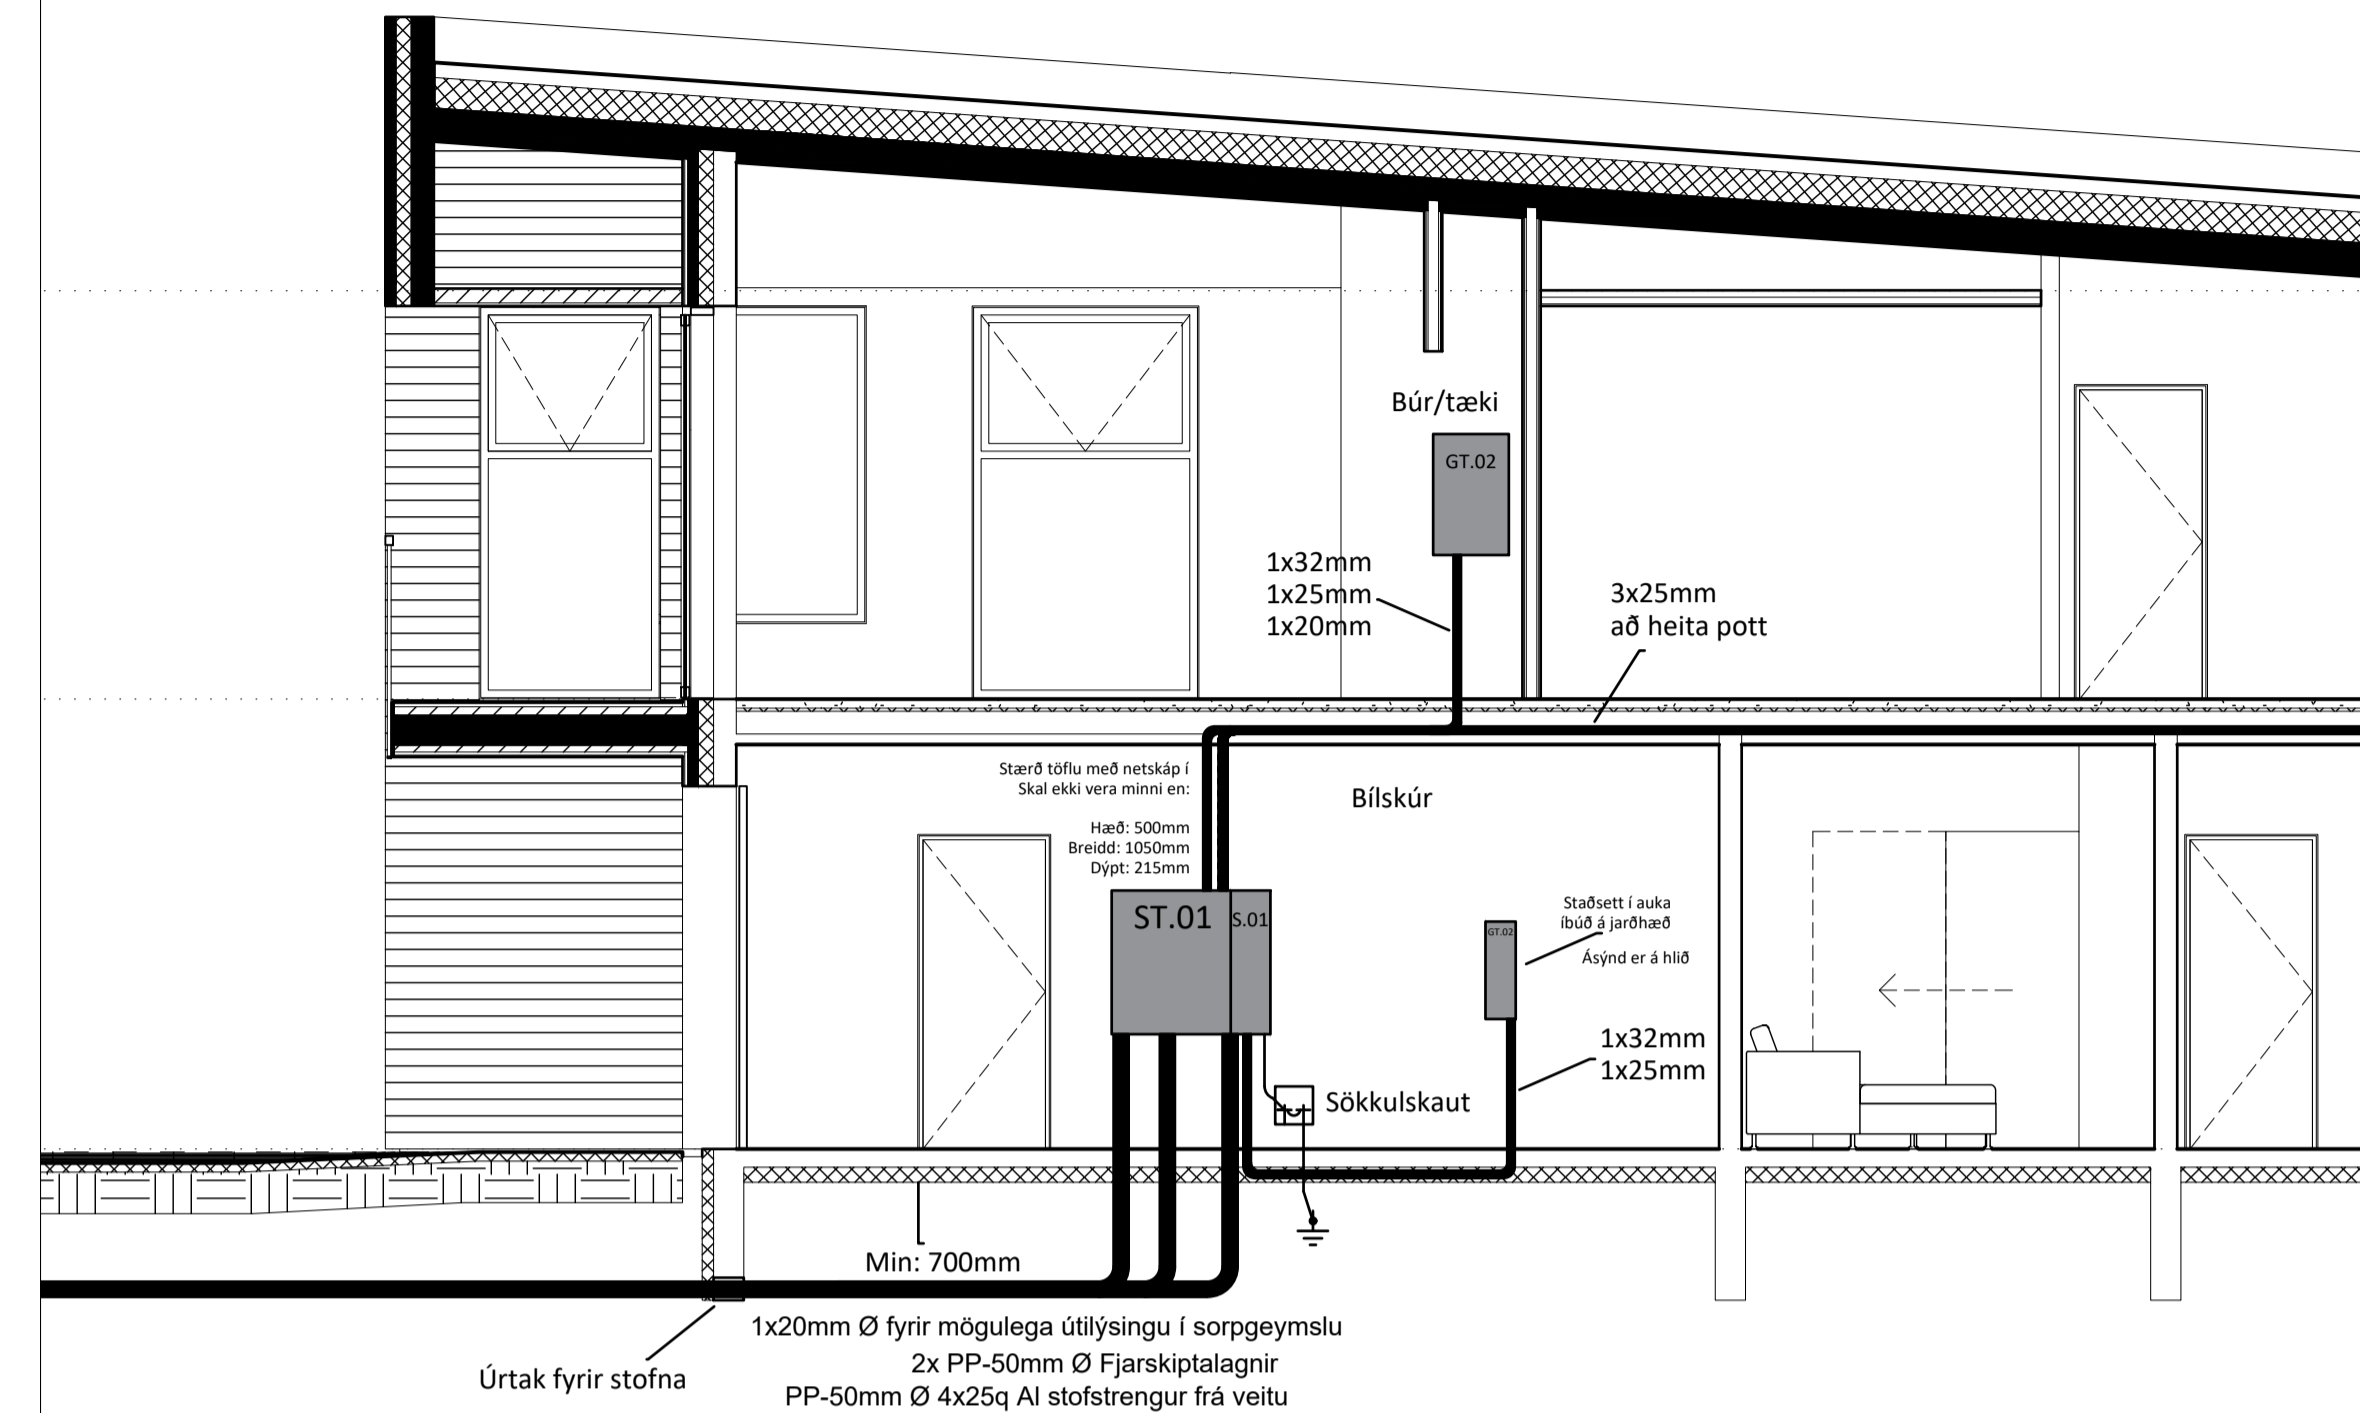 Búr/tæki
GT.02
1x32mm
1x25mm
1x20mm
3x25mm
að heita pott
Stærð töflu með netskáp í
Skal ekki vera minni en:
Hæð: 500mm
Breidd: 1050mm
Dýpt: 215mm
Bílskúr
ST.01
S.01
GT.02
Staðsett í auka
íbúð á jarðhæð
Ásýnd er á hlið
1x32mm
1x25mm
Sökkulskaut
Min: 700mm
1x20mm Ø fyrir mögulega útilýsingu í sorpgeymslu
2x PP-50mm Ø Fjarskiptalagnir
PP-50mm Ø 4x25q Al stofstrengur frá veitu
Úrtak fyrir stofna